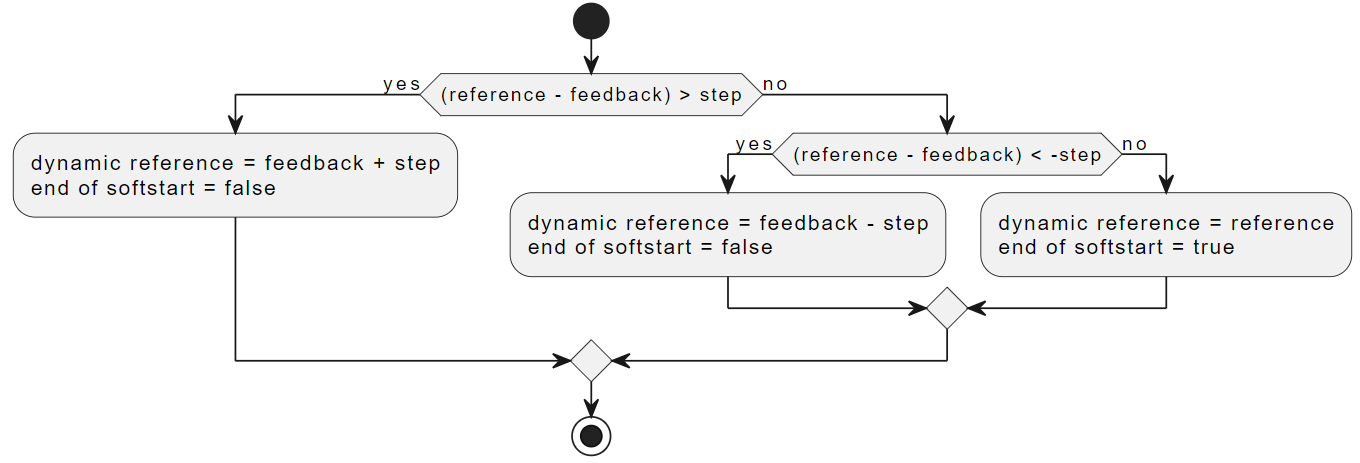 yes
(reference - feedback) > step
no
dynamic reference = feedback + step
end of softstart = false
yes
(reference - feedback) < -step
no
dynamic reference = feedback - step
end of softstart = false
dynamic reference = reference
end of softstart = true